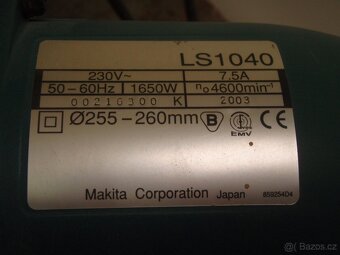 LS1040
230V~ 7.5A
50-60Hz 1650W n₀4600min⁻¹
00216300 K 2003
Ø255-260mm B EMV CE
Makita Corporation Japan 859254D4
Bazos.cz